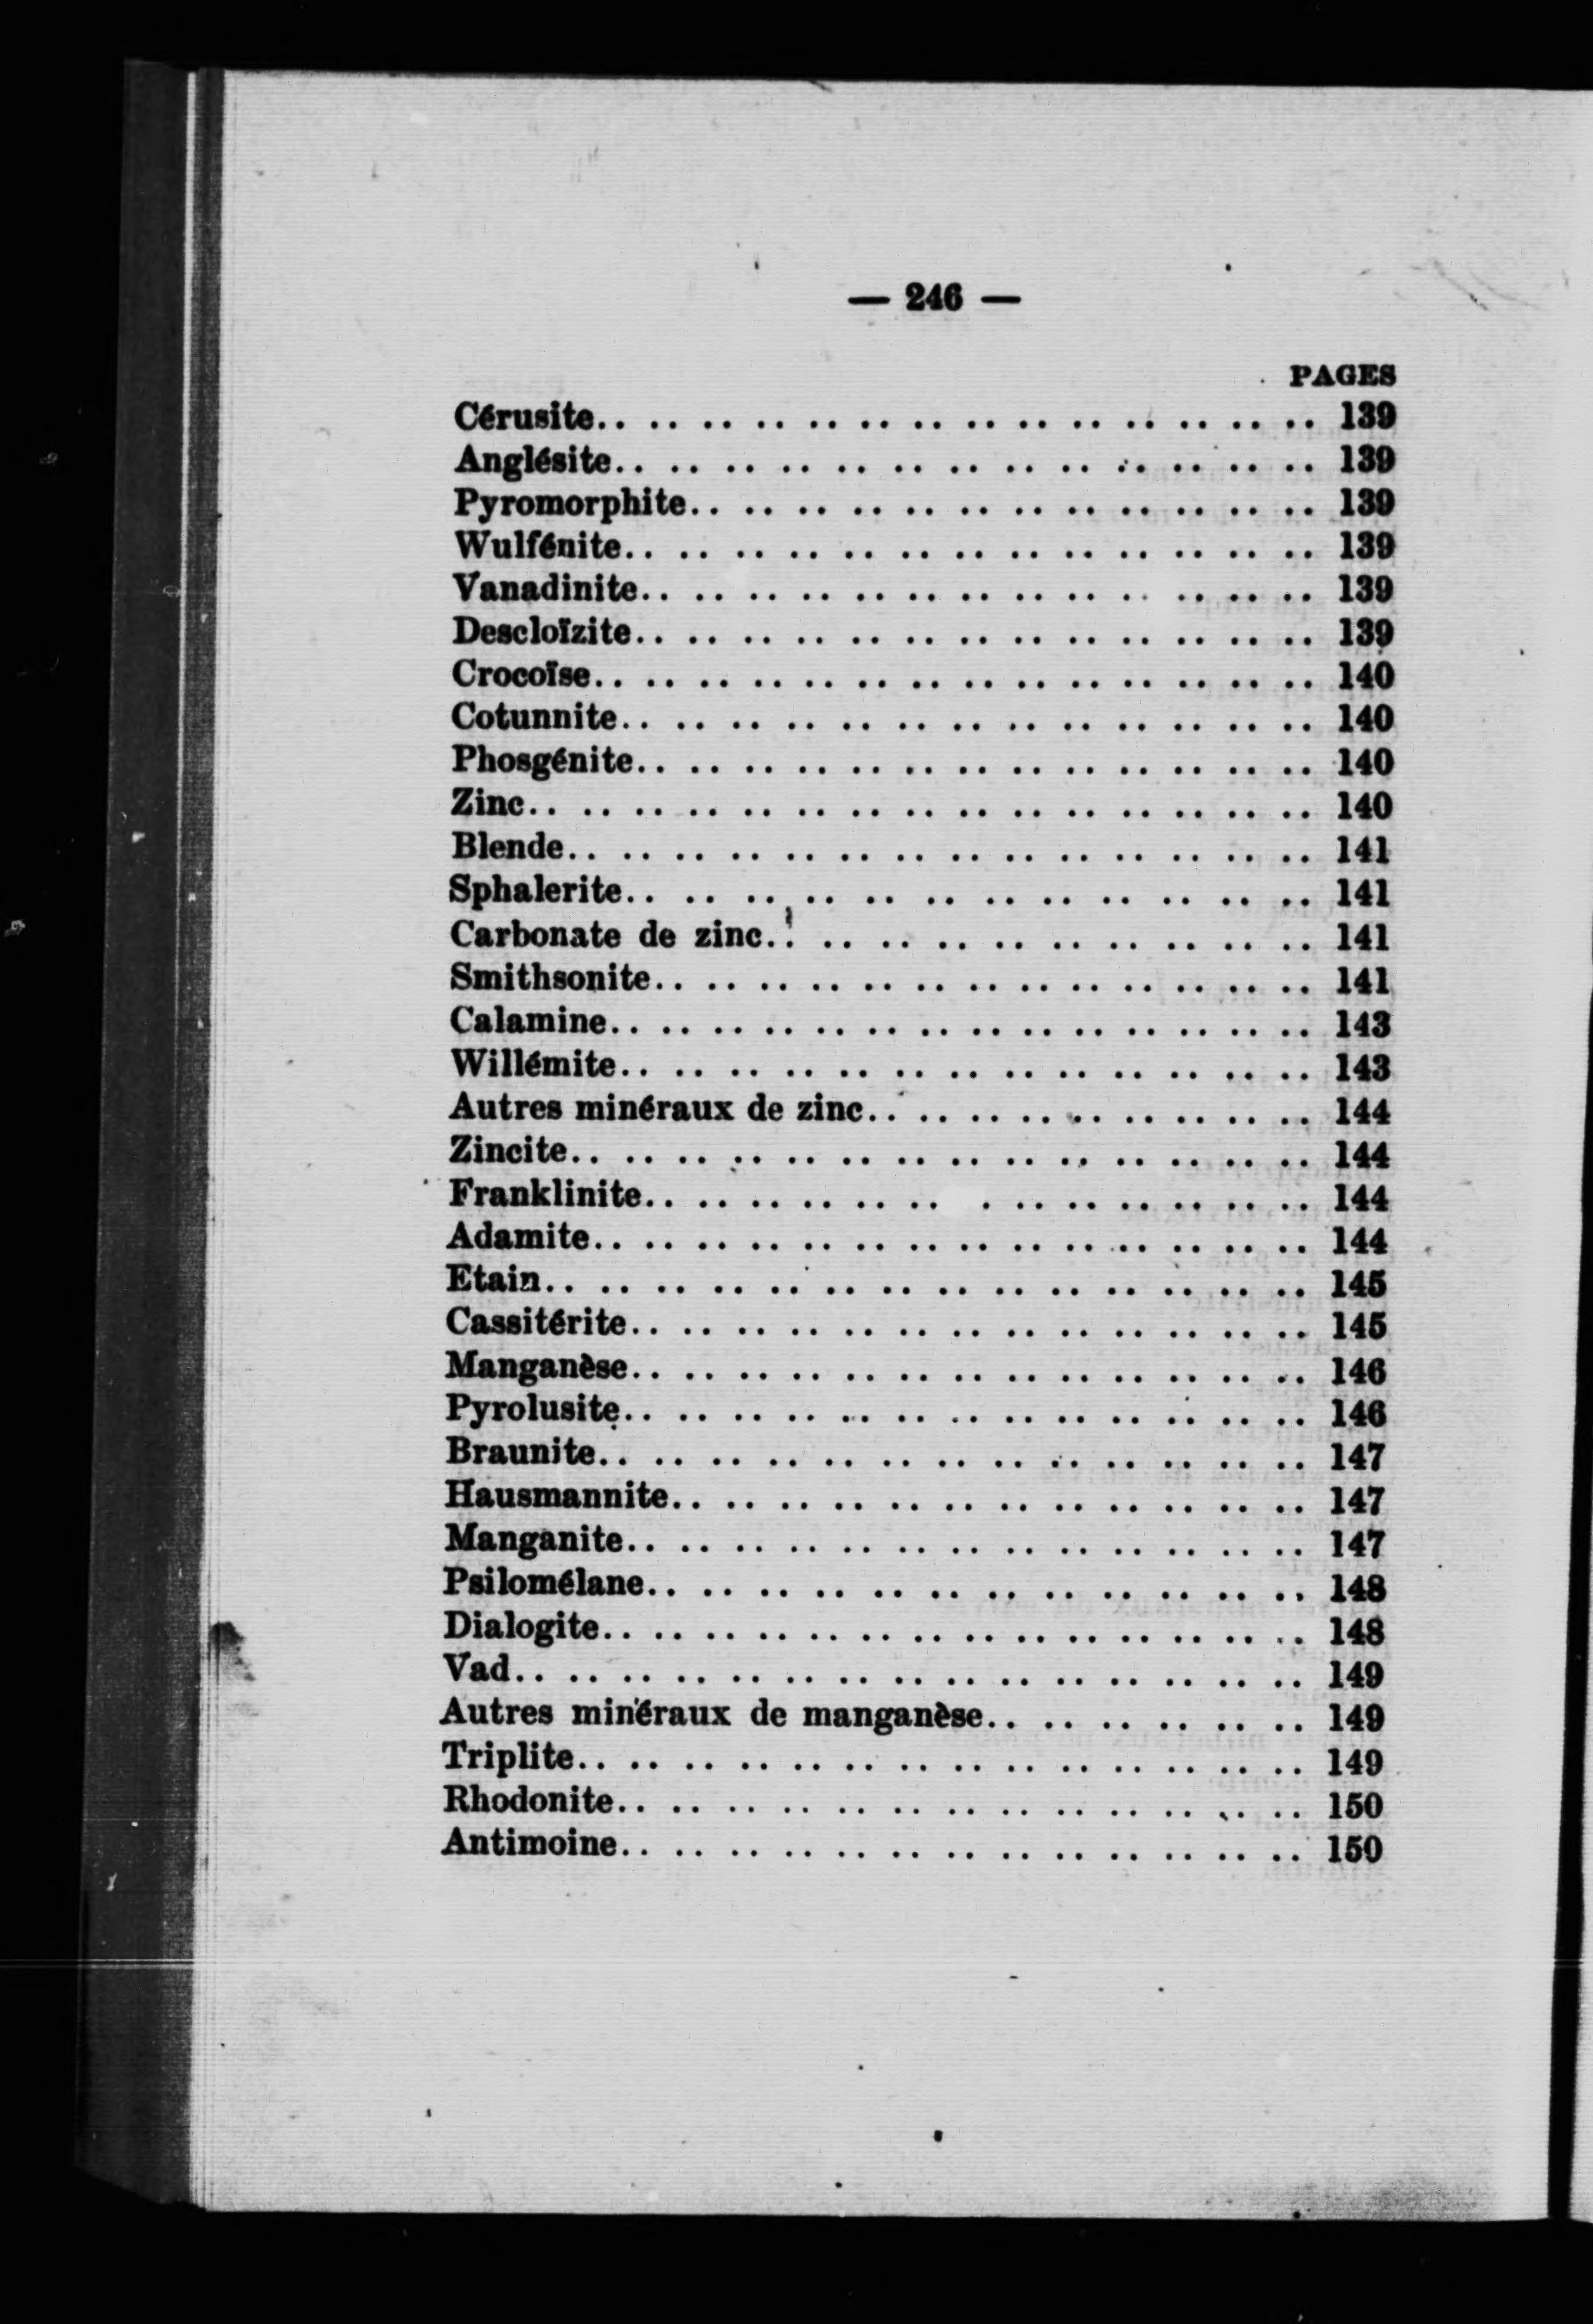 — 246 —
PAGES
Cérusite.. .. .. .. .. .. .. .. .. .. .. .. .. .. 139
Anglésite.. .. .. .. .. .. .. .. .. .. .. .. .. 139
Pyromorphite.. .. .. .. .. .. .. .. .. .. .. .. 139
Wulfénite.. .. .. .. .. .. .. .. .. .. .. .. .. 139
Vanadinite.. .. .. .. .. .. .. .. .. .. .. .. .. 139
Descloïzite.. .. .. .. .. .. .. .. .. .. .. .. .. 139
Crocoïse.. .. .. .. .. .. .. .. .. .. .. .. .. .. 140
Cotunnite.. .. .. .. .. .. .. .. .. .. .. .. .. 140
Phosgénite.. .. .. .. .. .. .. .. .. .. .. .. .. 140
Zinc.. .. .. .. .. .. .. .. .. .. .. .. .. .. .. 140
Blende.. .. .. .. .. .. .. .. .. .. .. .. .. .. 141
Sphalerite.. .. .. .. .. .. .. .. .. .. .. .. 141
Carbonate de zinc.. .. .. .. .. .. .. .. .. .. 141
Smithsonite.. .. .. .. .. .. .. .. .. .. .. .. .. 141
Calamine.. .. .. .. .. .. .. .. .. .. .. .. .. .. 143
Willémite.. .. .. .. .. .. .. .. .. .. .. .. .. 143
Autres minéraux de zinc.. .. .. .. .. .. .. .. .. 144
Zincite.. .. .. .. .. .. .. .. .. .. .. .. .. .. 144
Franklinite.. .. .. .. .. .. . .. .. .. .. .. .. 144
Adamite.. .. .. .. .. .. .. .. .. .. .. .. .. .. 144
Etain.. .. .. .. .. .. .. .. .. .. .. .. .. .. 145
Cassitérite.. .. .. .. .. .. .. .. .. .. .. .. .. 145
Manganèse.. .. .. .. .. .. .. .. .. .. .. .. .. 146
Pyrolusite.. .. .. .. .. .. .. .. .. .. .. .. .. 146
Braunite.. .. .. .. .. .. .. .. .. .. .. .. .. 147
Hausmannite.. .. .. .. .. .. .. .. .. .. .. .. 147
Manganite.. .. .. .. .. .. .. .. .. .. .. .. .. 147
Psilomélane.. .. .. .. .. .. .. .. .. .. .. .. 148
Dialogite.. .. .. .. .. .. .. .. .. .. .. .. .. .. 148
Vad.. .. .. .. .. .. .. .. .. .. .. .. .. .. .. 149
Autres minéraux de manganèse.. .. .. .. .. .. 149
Triplite.. .. .. .. .. .. .. .. .. .. .. .. .. .. 149
Rhodonite.. .. .. .. .. .. .. .. .. .. .. .. .. 150
Antimoine.. .. .. .. .. .. .. .. .. .. .. .. .. 150